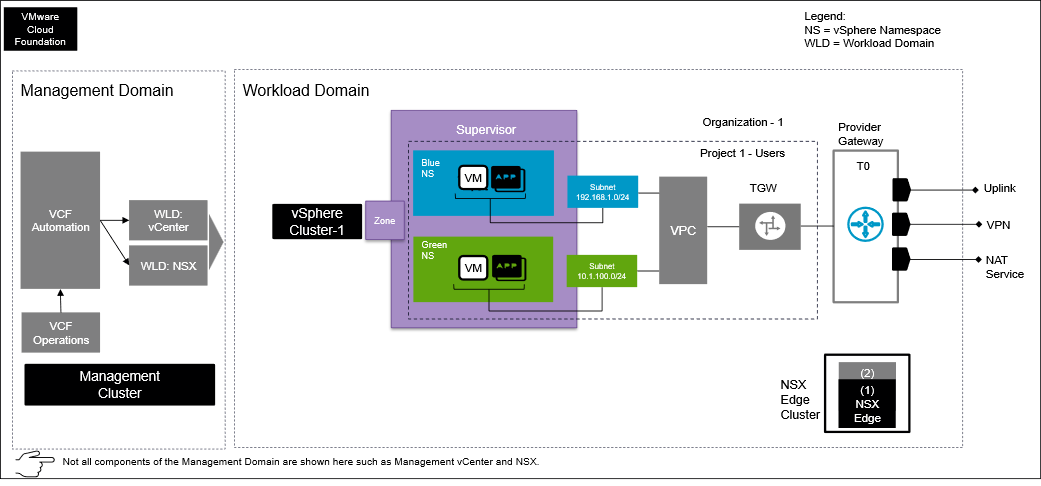 VMware
Cloud
Foundation
Legend:
NS = vSphere Namespace
WLD = Workload Domain
Management Domain
VCF
Automation
WLD:
vCenter
WLD: NSX
VCF
Operations
Management
Cluster
Workload Domain
vSphere
Cluster-1
Zone
Supervisor
Blue
NS
VM
APP
Green
NS
VM
APP
Organization - 1
Project 1 - Users
Subnet
192.168.1.0/24
Subnet
10.1.100.0/24
VPC
TGW
Provider
Gateway
T0
Uplink
VPN
NAT
Service
NSX
Edge
Cluster
(2)
(1)
NSX
Edge
Not all components of the Management Domain are shown here such as Management vCenter and NSX.